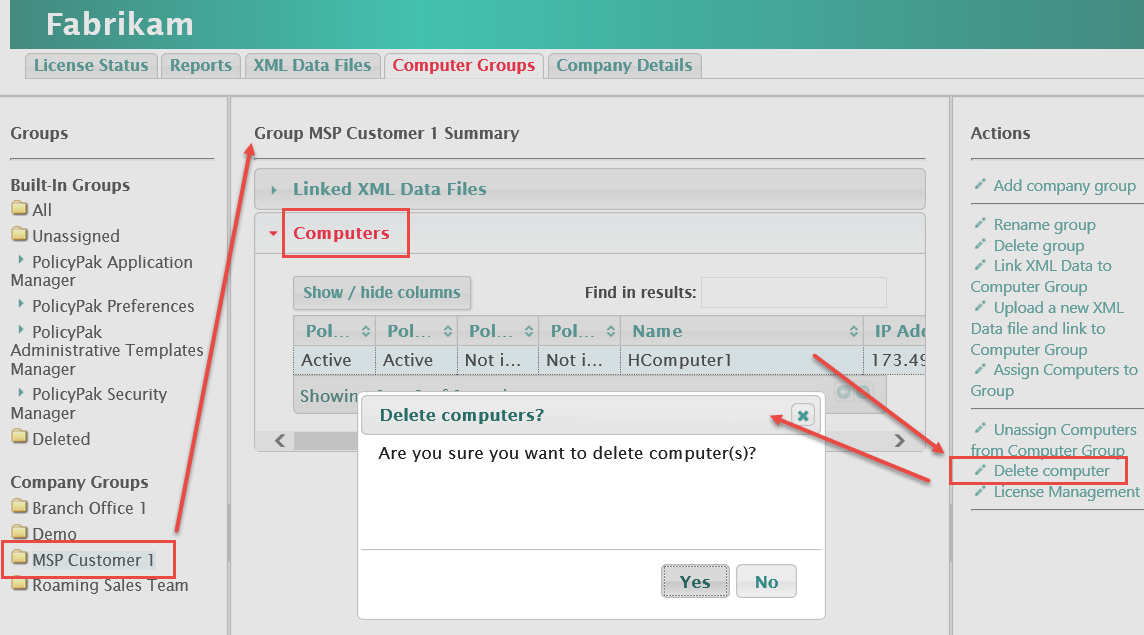 Fabrikam
License Status
Reports
XML Data Files
Computer Groups
Company Details
Groups
Built-In Groups
All
Unassigned
PolicyPak Application
Manager
PolicyPak Preferences
PolicyPak
Administrative Templates
Manager
PolicyPak Security
Manager
Deleted
Company Groups
Branch Office 1
Demo
MSP Customer 1
Roaming Sales Team
Group MSP Customer 1 Summary
Linked XML Data Files
Computers
Show / hide columns
Find in results:
Pol... Pol... Pol... Pol... Name IP Add
Active Active Not i... Not i... HComputer1 173.49
Showin
Delete computers?
Are you sure you want to delete computer(s)?
Yes No
Actions
Add company group
Rename group
Delete group
Link XML Data to
Computer Group
Upload a new XML
Data file and link to
Computer Group
Assign Computers to
Group
Unassign Computers
from Computer Group
Delete computer
License Management